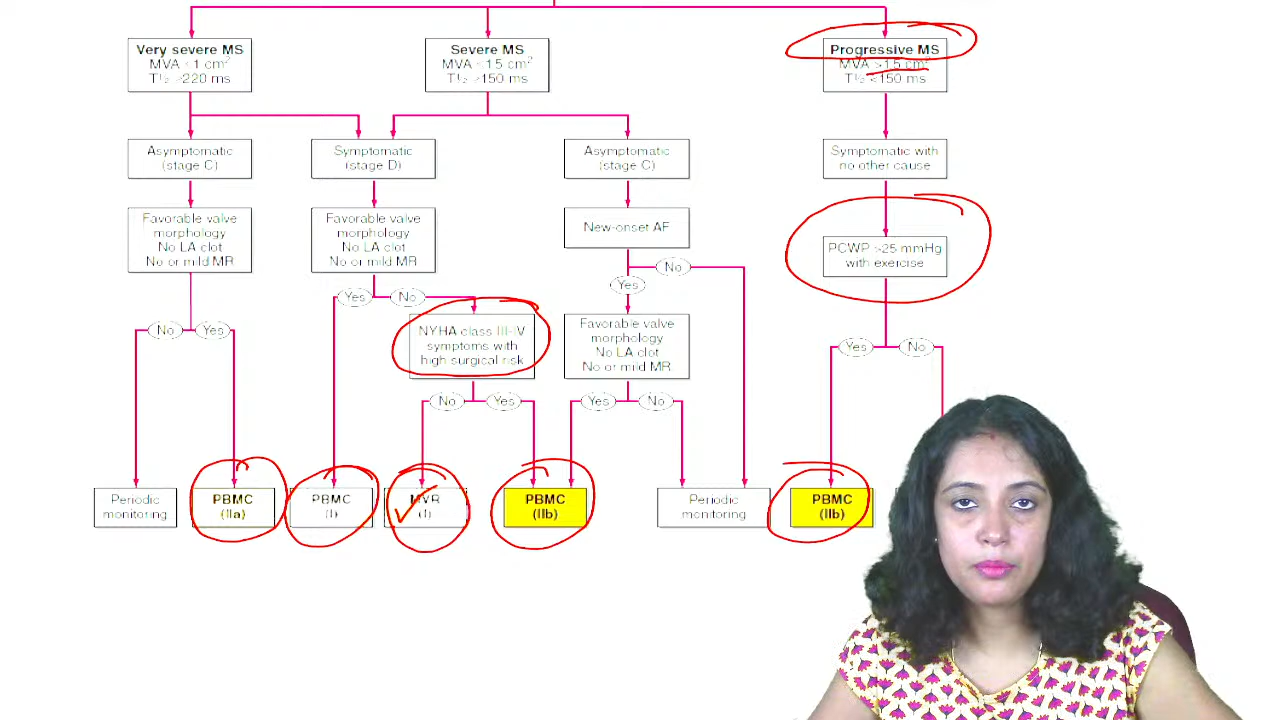 Very severe MS
MVA ≤1 cm²
T½ ≥220 ms
Severe MS
MVA ≤1.5 cm²
T½ ≥150 ms
Progressive MS
MVA >1.5 cm²
T½ <150 ms
Asymptomatic
(stage C)
Symptomatic
(stage D)
Asymptomatic
(stage C)
Symptomatic with
no other cause
Favorable valve
morphology
No LA clot
No or mild MR
Favorable valve
morphology
No LA clot
No or mild MR
New-onset AF
PCWP >25 mmHg
with exercise
No
Yes
Yes
No
No
Yes
NYHA class III-IV
symptoms with
high surgical risk
Favorable valve
morphology
No LA clot
No or mild MR
Yes
No
No
Yes
Yes
No
Periodic
monitoring
PBMC
(IIa)
PBMC
(I)
MVR
(I)
PBMC
(IIb)
Periodic
monitoring
PBMC
(IIb)